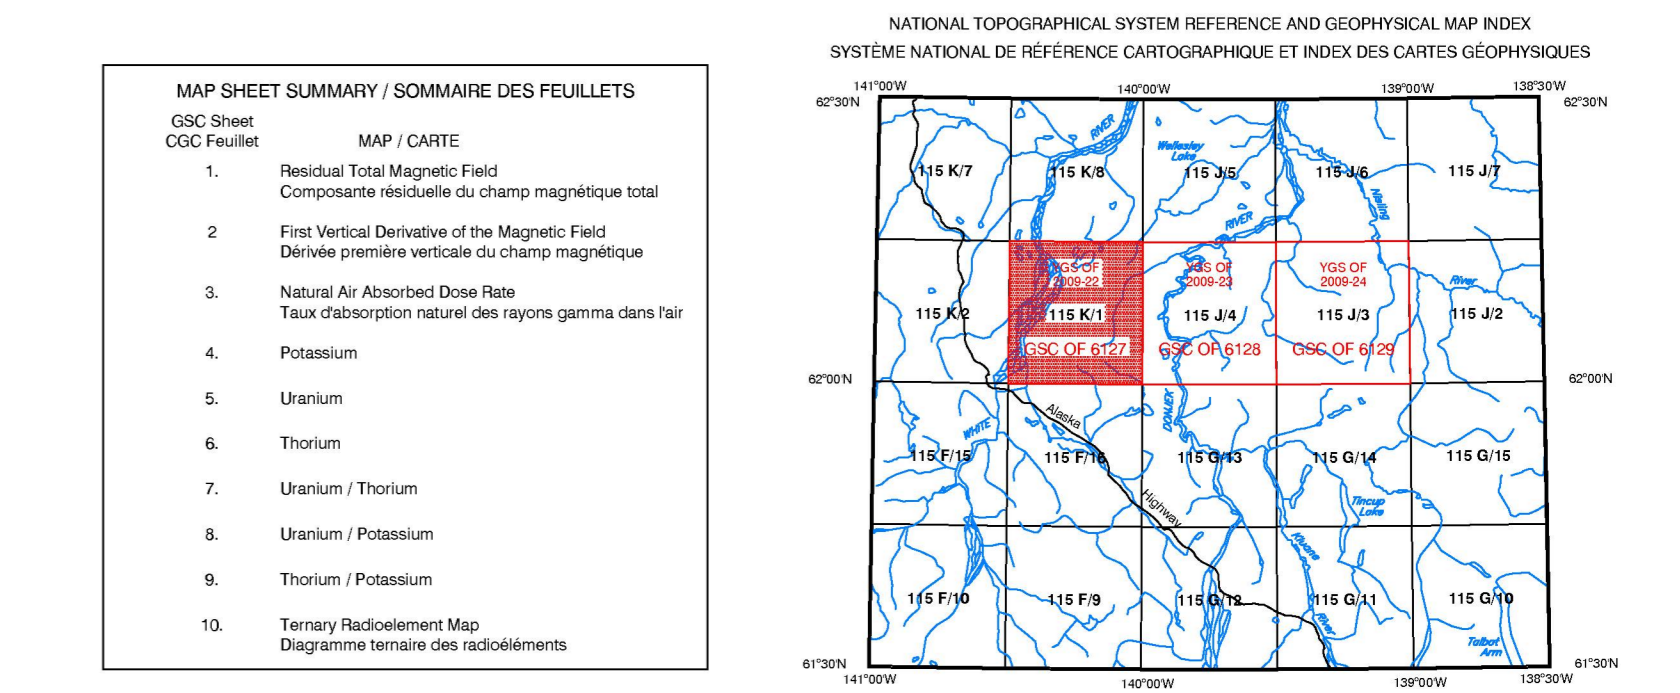 MAP SHEET SUMMARY / SOMMAIRE DES FEUILLETS
GSC Sheet
CGC Feuillet
MAP / CARTE
1. Residual Total Magnetic Field
Composante résiduelle du champ magnétique total
2 First Vertical Derivative of the Magnetic Field
Dérivée première verticale du champ magnétique
3. Natural Air Absorbed Dose Rate
Taux d'absorption naturel des rayons gamma dans l'air
4. Potassium
5. Uranium
6. Thorium
7. Uranium / Thorium
8. Uranium / Potassium
9. Thorium / Potassium
10. Ternary Radioelement Map
Diagramme ternaire des radioéléments
NATIONAL TOPOGRAPHICAL SYSTEM REFERENCE AND GEOPHYSICAL MAP INDEX
SYSTÈME NATIONAL DE RÉFÉRENCE CARTOGRAPHIQUE ET INDEX DES CARTES GÉOPHYSIQUES
141°00'W
140°00'W
139°00'W
138°30'W
62°30'N
62°30'N
RIVER
Wellesley
Lake
115 K/7
115 K/8
115 J/5
115 J/6
115 J/7
Nisling
RIVER
YGS OF
2009-22
YGS OF
2009-23
YGS OF
2009-24
River
115 K/2
115 K/1
115 J/4
115 J/3
115 J/2
GSC OF 6127
GSC OF 6128
GSC OF 6129
62°00'N
62°00'N
Alaska
DONJEK
WHITE
115 F/15
115 F/16
115 G/13
115 G/14
115 G/15
Highway
Tincup
Lake
Kluane
115 F/10
115 F/9
115 G/12
115 G/11
115 G/10
River
Talbot
Arm
61°30'N
61°30'N
141°00'W
140°00'W
139°00'W
138°30'W